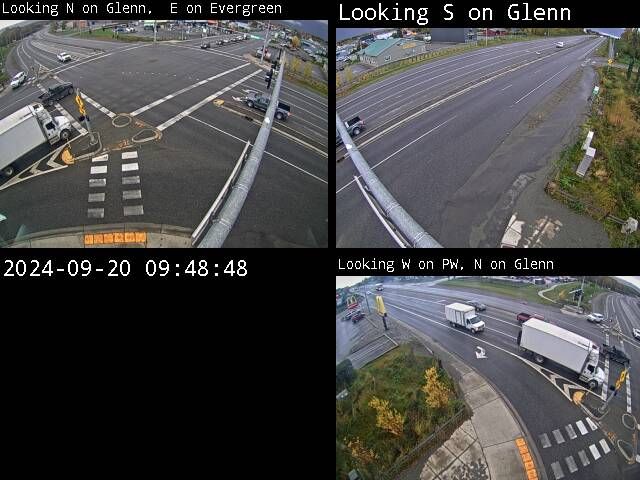 Looking N on Glenn,  E on Evergreen
Looking S on Glenn
2024-09-20 09:48:48
Looking W on PW, N on Glenn